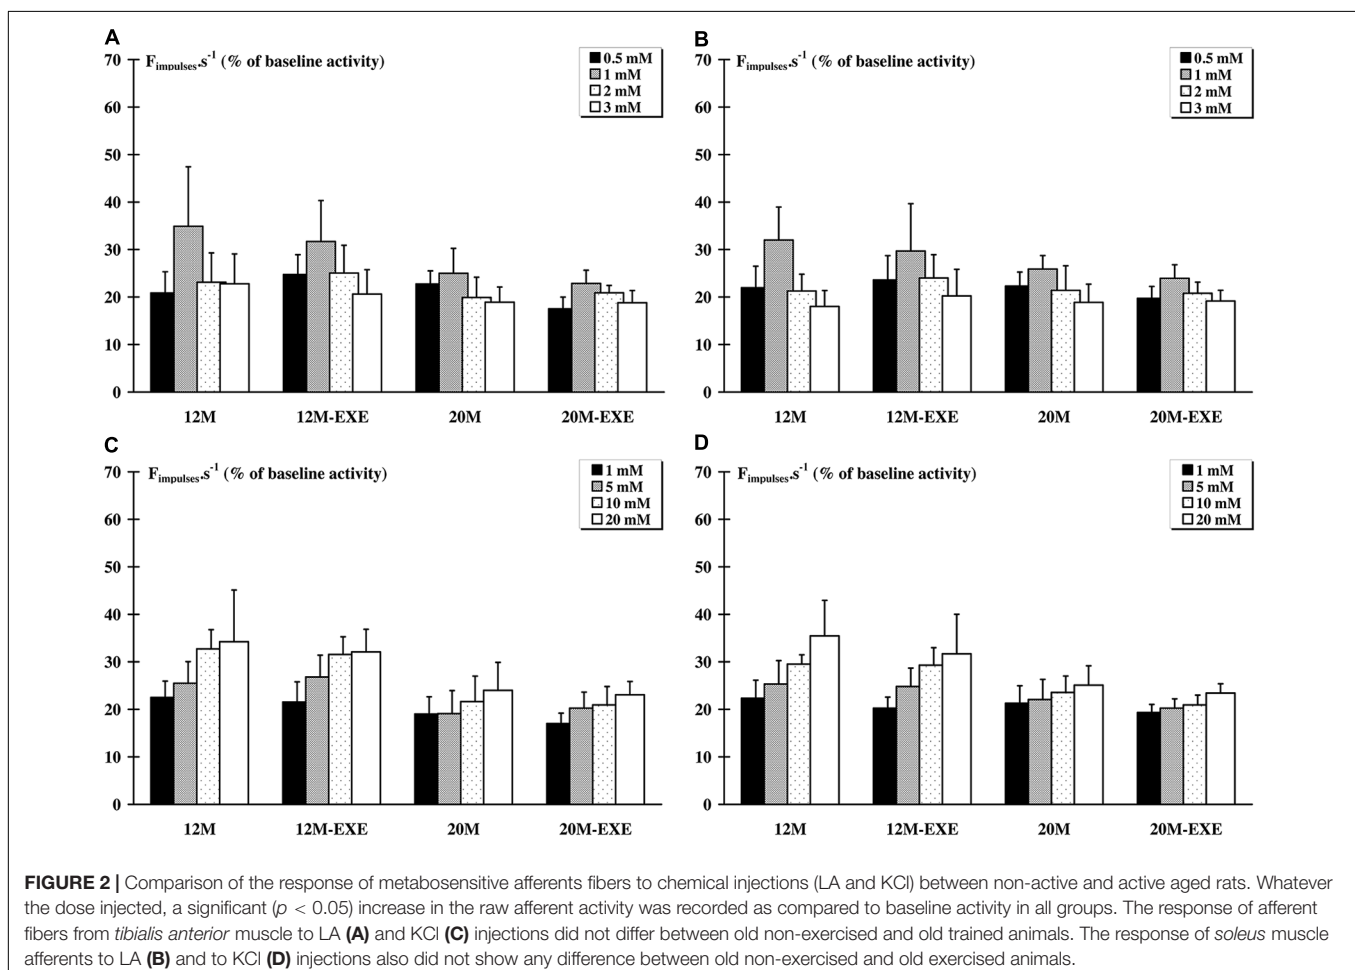 A
F_impulses.s^-1 (% of baseline activity)
0.5 mM
1 mM
2 mM
3 mM
70
60
50
40
30
20
10
0
12M 12M-EXE 20M 20M-EXE
B
F_impulses.s^-1 (% of baseline activity)
0.5 mM
1 mM
2 mM
3 mM
70
60
50
40
30
20
10
0
12M 12M-EXE 20M 20M-EXE
C
F_impulses.s^-1 (% of baseline activity)
1 mM
5 mM
10 mM
20 mM
70
60
50
40
30
20
10
0
12M 12M-EXE 20M 20M-EXE
D
F_impulses.s^-1 (% of baseline activity)
1 mM
5 mM
10 mM
20 mM
70
60
50
40
30
20
10
0
12M 12M-EXE 20M 20M-EXE
FIGURE 2 | Comparison of the response of metabosensitive afferents fibers to chemical injections (LA and KCl) between non-active and active aged rats. Whatever
the dose injected, a significant (p < 0.05) increase in the raw afferent activity was recorded as compared to baseline activity in all groups. The response of afferent
fibers from tibialis anterior muscle to LA (A) and KCl (C) injections did not differ between old non-exercised and old trained animals. The response of soleus muscle
afferents to LA (B) and to KCl (D) injections also did not show any difference between old non-exercised and old exercised animals.